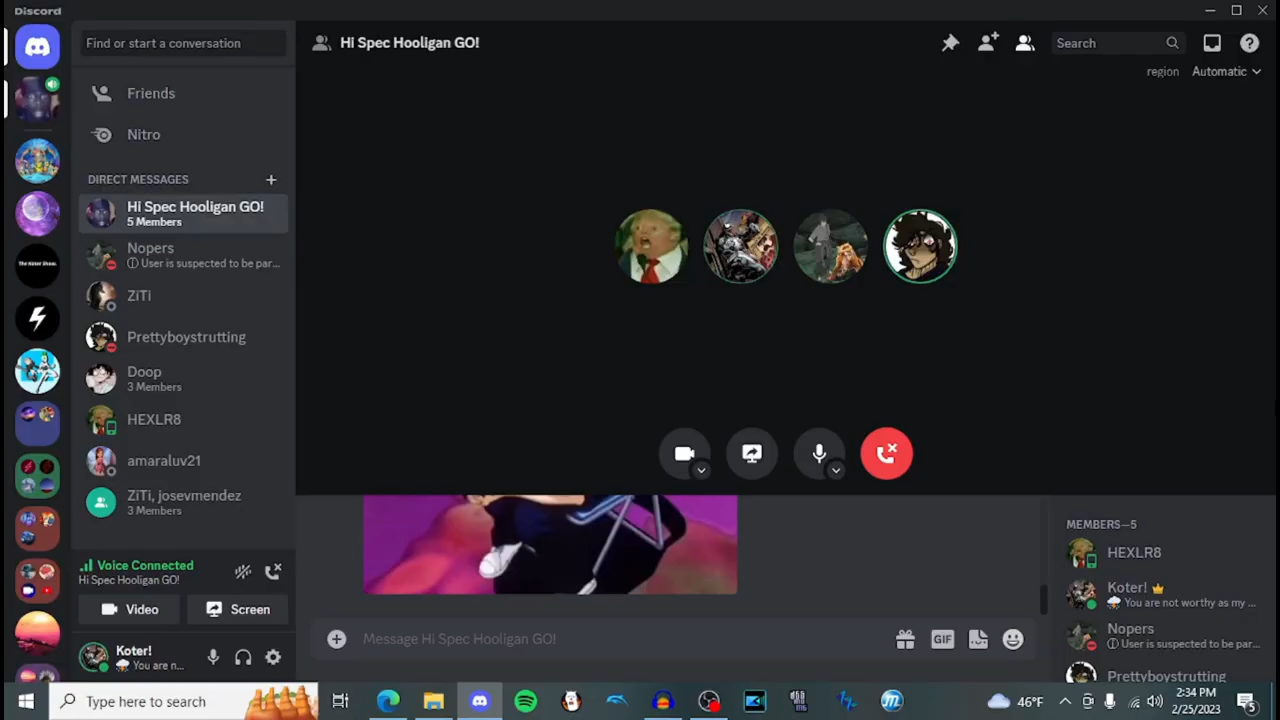 Discord
Find or start a conversation
Friends
Nitro
DIRECT MESSAGES
Hi Spec Hooligan GO!
5 Members
Nopers
User is suspected to be par...
ZiTi
Prettyboystrutting
Doop
3 Members
HEXLR8
amaraluv21
ZiTi, josevmendez
3 Members
Voice Connected
Hi Spec Hooligan GO!
Video
Screen
Koter!
You are n...
Hi Spec Hooligan GO!
Search
region
Automatic
Message Hi Spec Hooligan GO!
GIF
MEMBERS—5
HEXLR8
Koter!
You are not worthy as my ...
Nopers
User is suspected to be par...
Prettyboystrutting
Type here to search
46°F
2:34 PM
2/25/2023
5